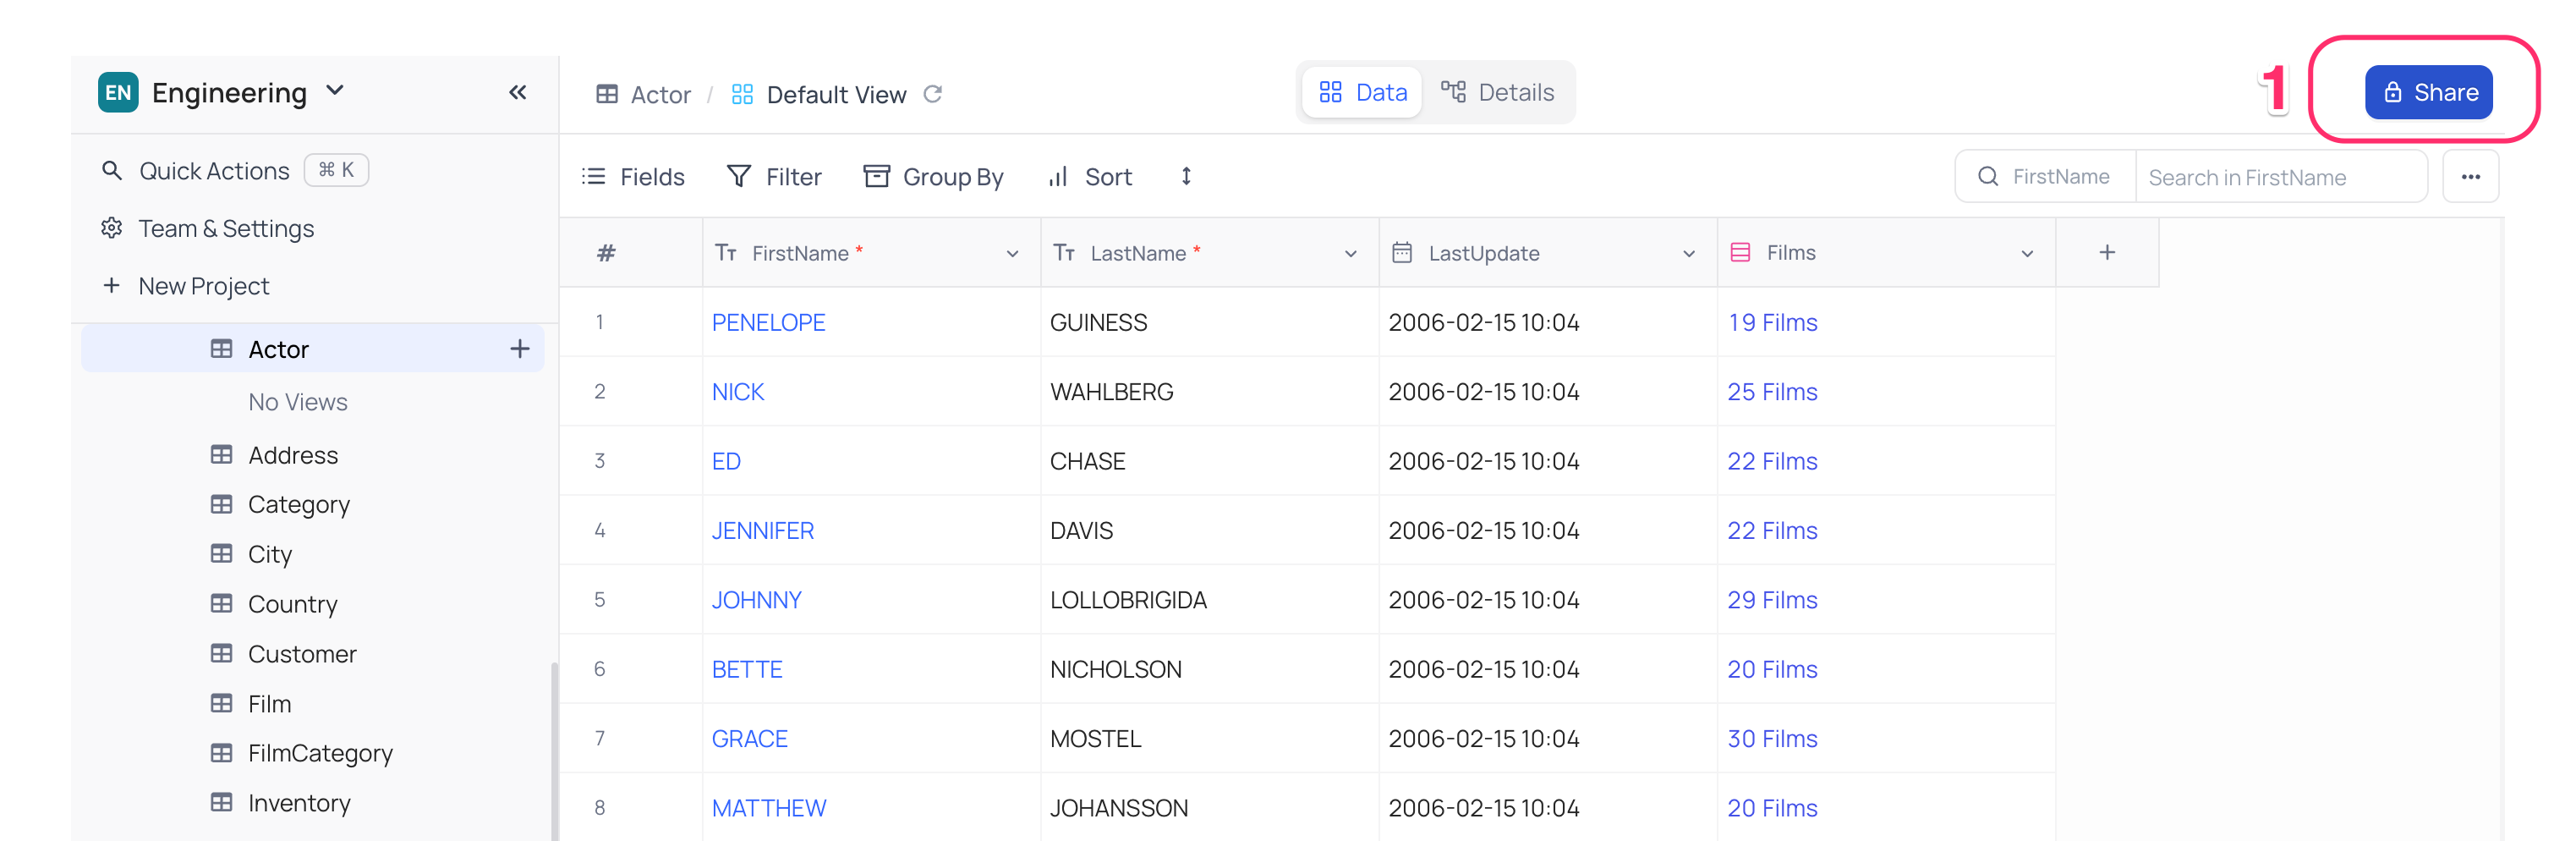 EN Engineering
Actor / Default View
Data Details
1
Share
Quick Actions ⌘ K
Team & Settings
+ New Project
Actor +
No Views
Address
Category
City
Country
Customer
Film
FilmCategory
Inventory
Fields Filter Group By Sort
FirstName Search in FirstName ...
# Tт FirstName * Tт LastName * LastUpdate Films +
1 PENELOPE GUINESS 2006-02-15 10:04 19 Films
2 NICK WAHLBERG 2006-02-15 10:04 25 Films
3 ED CHASE 2006-02-15 10:04 22 Films
4 JENNIFER DAVIS 2006-02-15 10:04 22 Films
5 JOHNNY LOLLOBRIGIDA 2006-02-15 10:04 29 Films
6 BETTE NICHOLSON 2006-02-15 10:04 20 Films
7 GRACE MOSTEL 2006-02-15 10:04 30 Films
8 MATTHEW JOHANSSON 2006-02-15 10:04 20 Films